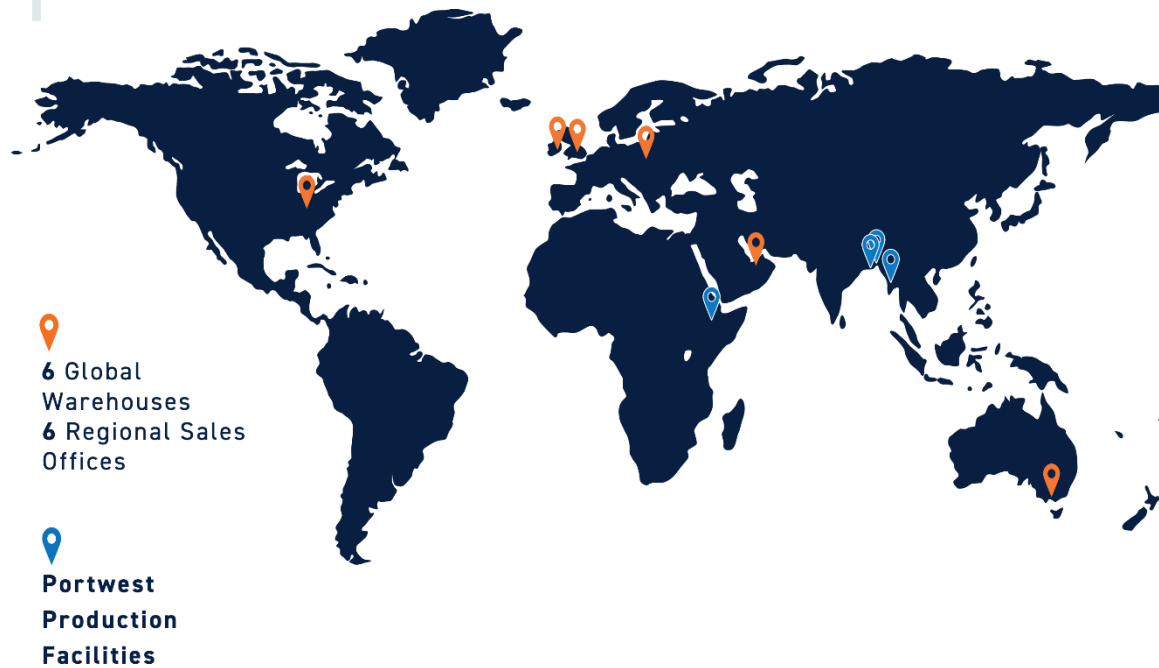 6 Global
Warehouses
6 Regional Sales
Offices
Portwest
Production
Facilities